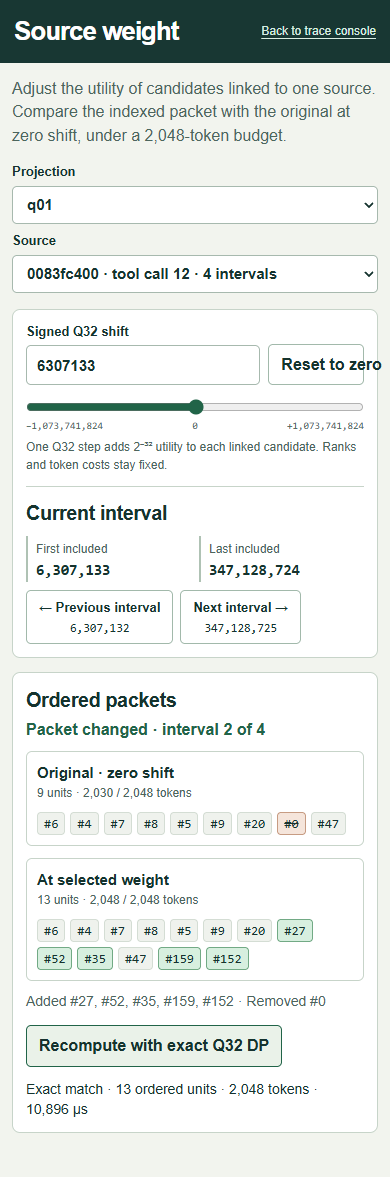 Source weight
Back to trace console
Adjust the utility of candidates linked to one source.
Compare the indexed packet with the original at
zero shift, under a 2,048-token budget.
Projection
q01
Source
0083fc400 · tool call 12 · 4 intervals
Signed Q32 shift
6307133
Reset to zero
−1,073,741,824
0
+1,073,741,824
One Q32 step adds 2⁻³² utility to each linked candidate. Ranks
and token costs stay fixed.
Current interval
First included
6,307,133
Last included
347,128,724
← Previous interval
6,307,132
Next interval →
347,128,725
Ordered packets
Packet changed · interval 2 of 4
Original · zero shift
9 units · 2,030 / 2,048 tokens
#6 #4 #7 #8 #5 #9 #20 #0 #47
At selected weight
13 units · 2,048 / 2,048 tokens
#6 #4 #7 #8 #5 #9 #20 #27
#52 #35 #47 #159 #152
Added #27, #52, #35, #159, #152 · Removed #0
Recompute with exact Q32 DP
Exact match · 13 ordered units · 2,048 tokens ·
10,896 µs